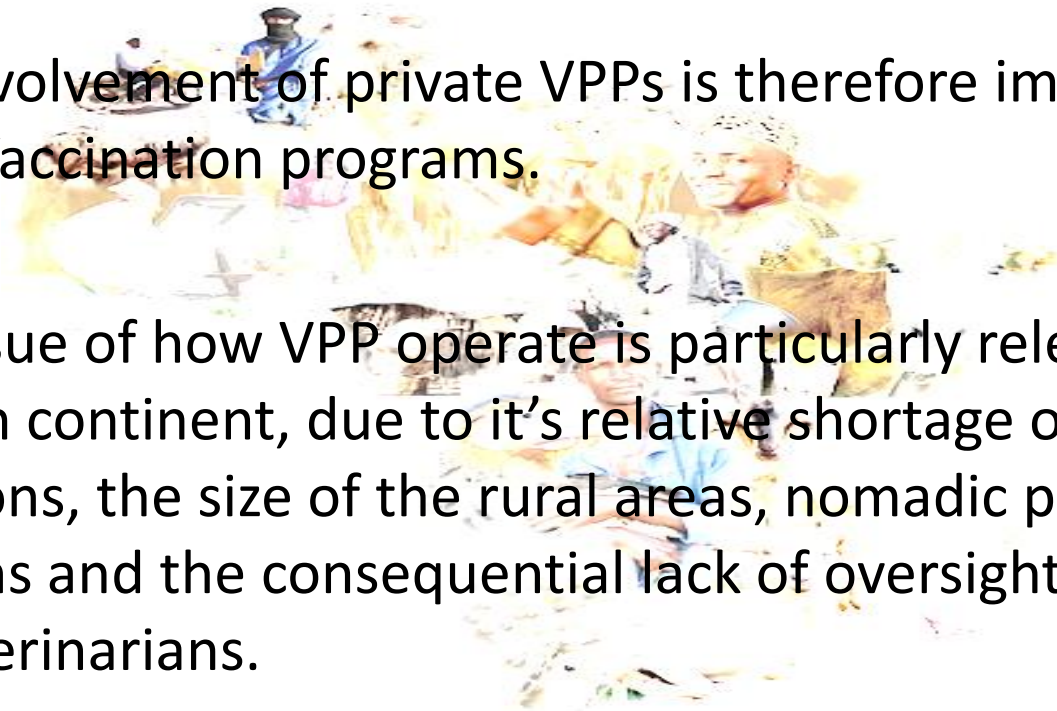 volvement of private VPPs is therefore im
accination programs.
sue of how VPP operate is particularly rele
n continent, due to it’s relative shortage o
ons, the size of the rural areas, nomadic p
ns and the consequential lack of oversight
erinarians.